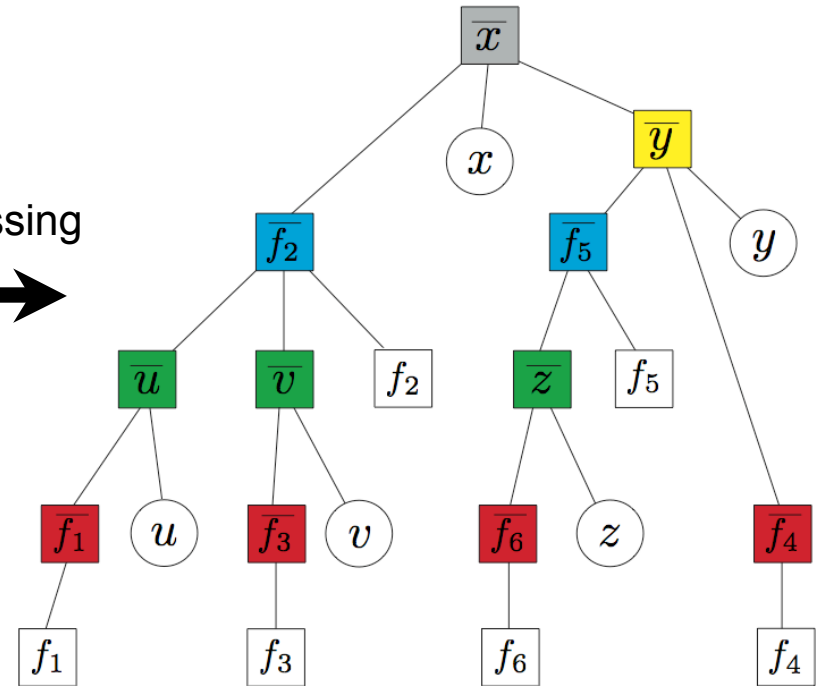 x̅
x
y̅
ssing
f̅₂
f̅₅
y
u̅
v̅
f₂
z̅
f₅
f̅₁
u
f̅₃
v
f̅₆
z
f̅₄
f₁
f₃
f₆
f₄